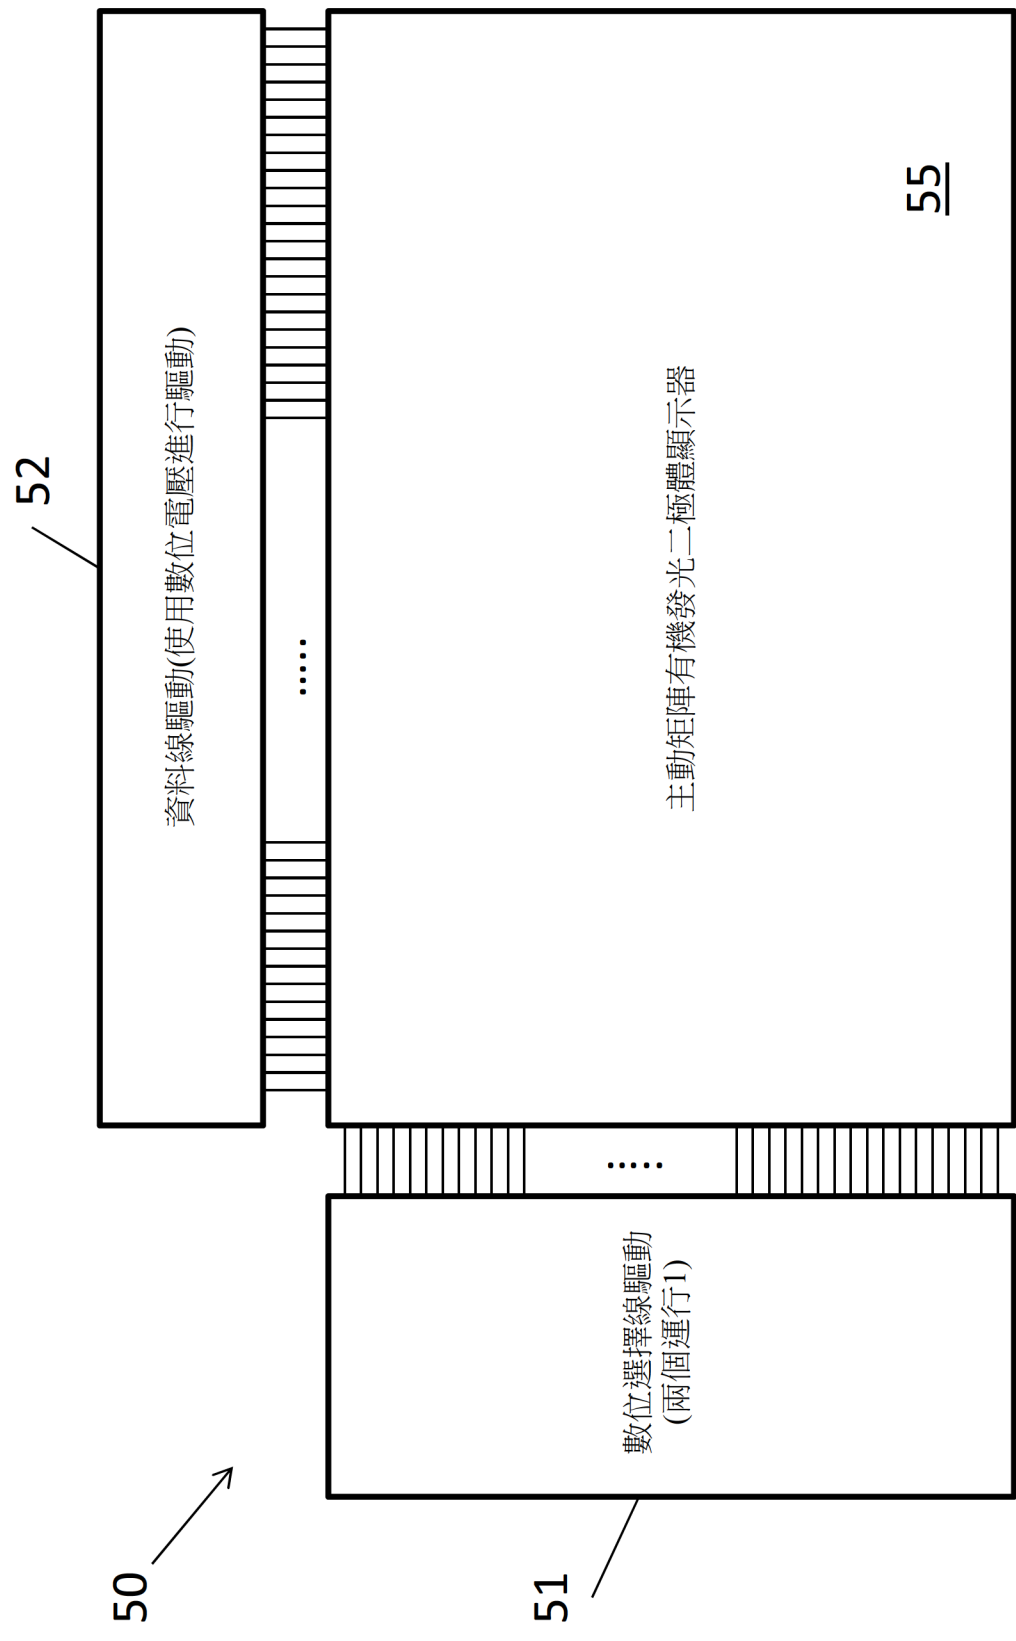 52
資料線驅動(使用數位電壓進行驅動)
.....
50
51
數位選擇線驅動
(兩個運行1)
.....
主動矩陣有機發光二極體顯示器
55